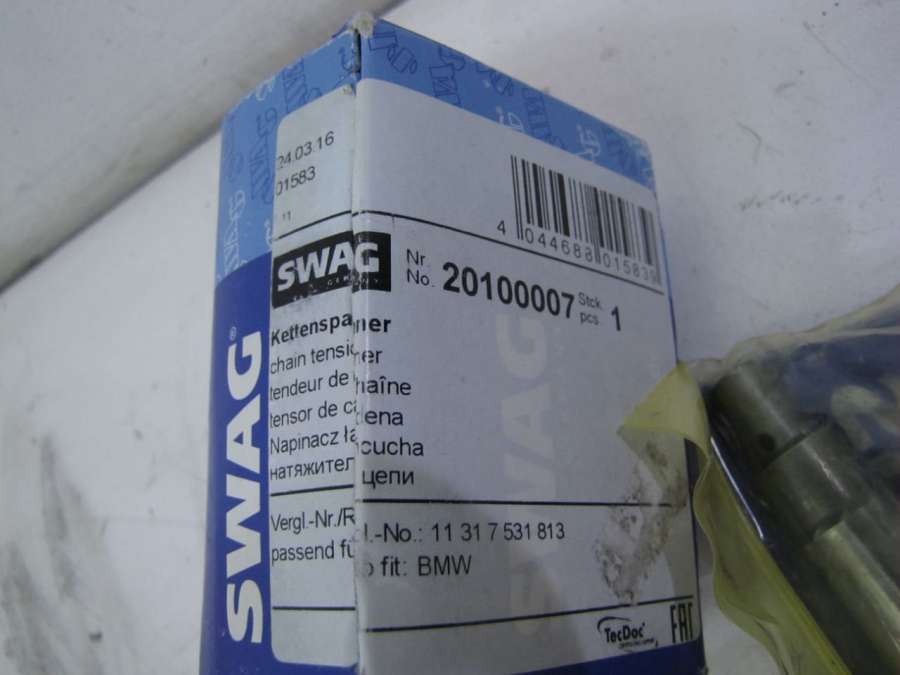 24.03.16
01583
11
4 044688 01583
SWAG
Nr.
No. 20100007 Stck. pcs. 1
SWAG®
Kettenspa ner
chain tensio er
tendeur de haîne
tensor de ca dena
Napinacz ła cucha
натяжител цепи
Vergl.-Nr./R l.-No.: 11 31 7 531 813
passend fü o fit: BMW
TecDoc
EAC